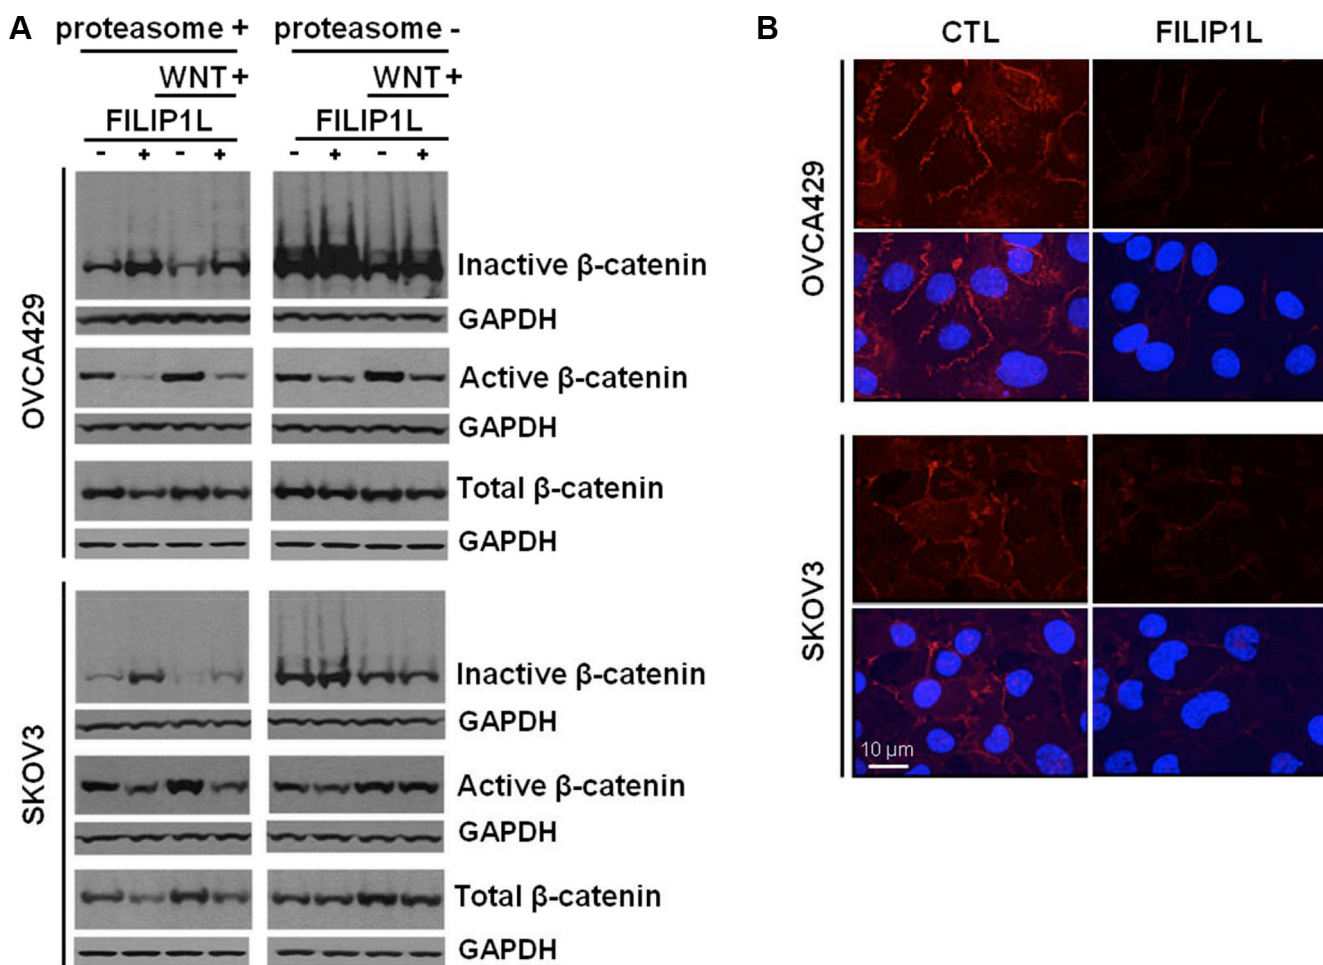 A
proteasome + proteasome -
WNT + WNT +
FILIP1L FILIP1L
- + - + - + - +
OVCA429
Inactive β-catenin
GAPDH
Active β-catenin
GAPDH
Total β-catenin
GAPDH
SKOV3
Inactive β-catenin
GAPDH
Active β-catenin
GAPDH
Total β-catenin
GAPDH
B
CTL FILIP1L
OVCA429
SKOV3
10 µm